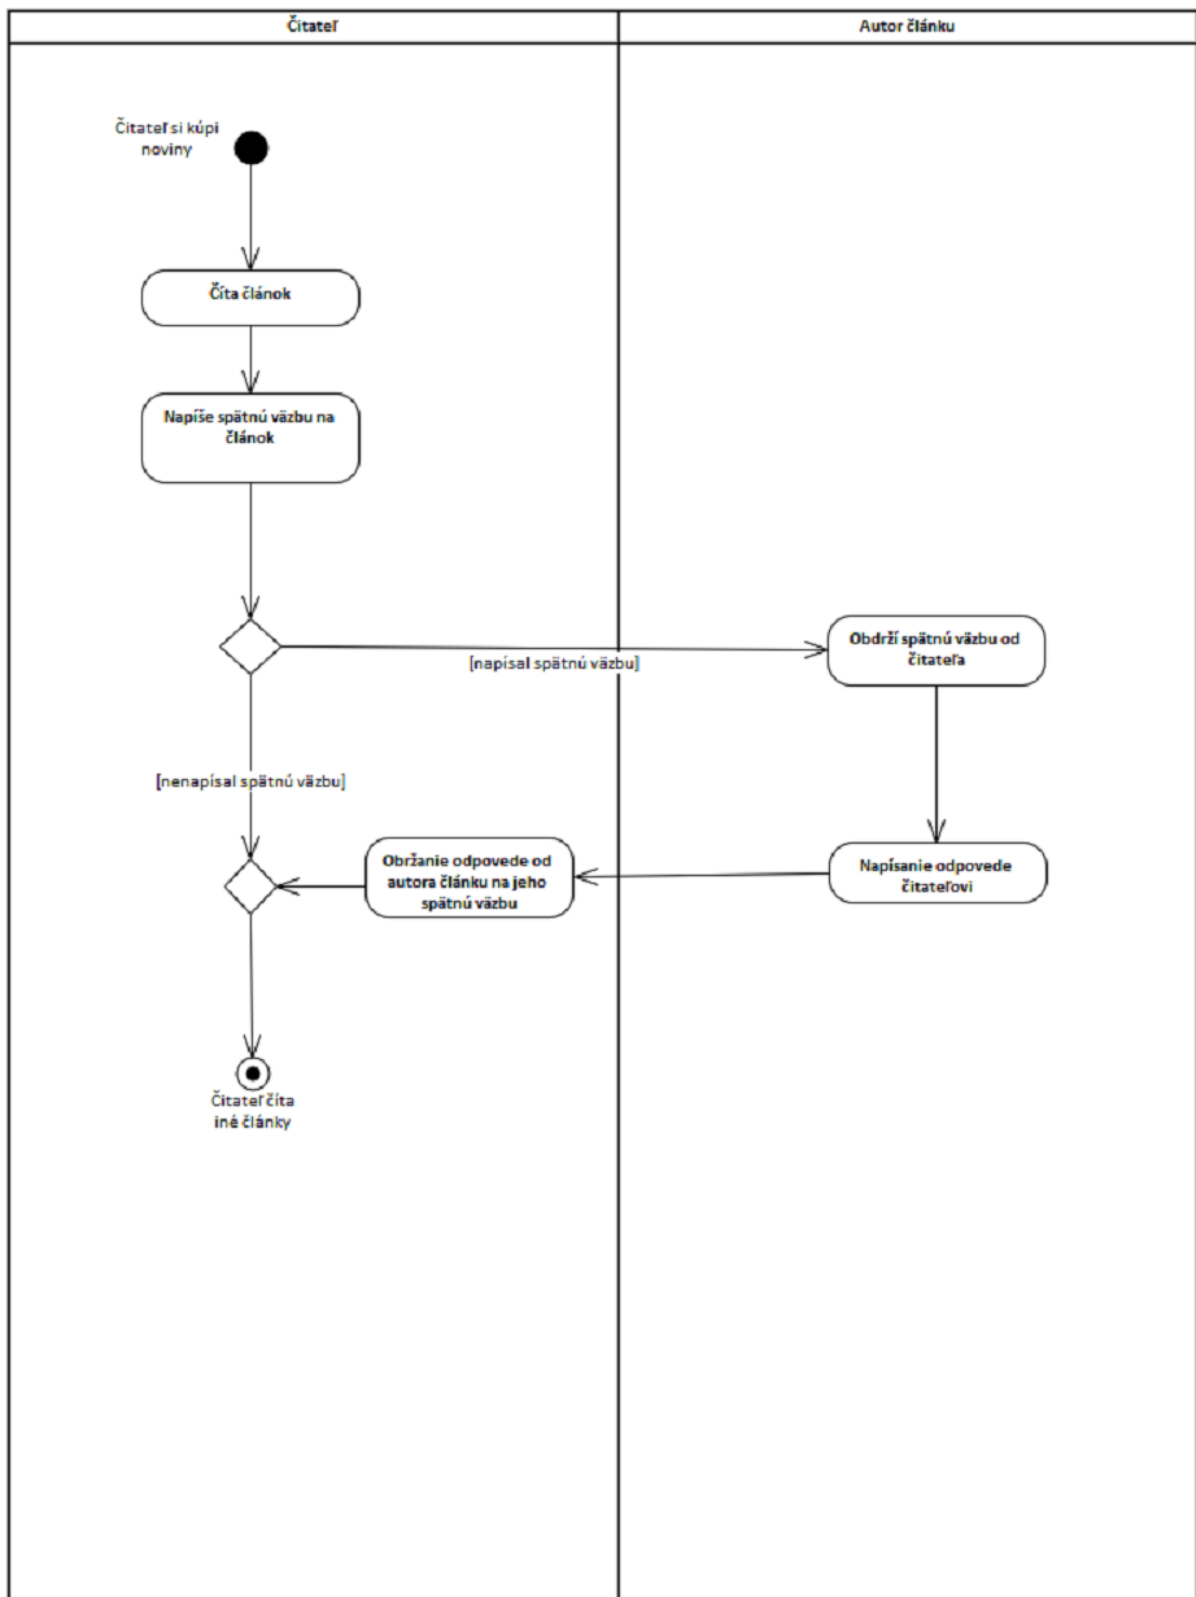 Čitateľ
Autor článku
Čitateľ si kúpi
noviny
Číta článok
Napíše spätnú väzbu na
článok
[napísal spätnú väzbu]
Obdrží spätnú väzbu od
čitateľa
[nenapísal spätnú väzbu]
Obržanie odpovede od
autora článku na jeho
spätnú väzbu
Napísanie odpovede
čitateľovi
Čitateľ číta
iné články